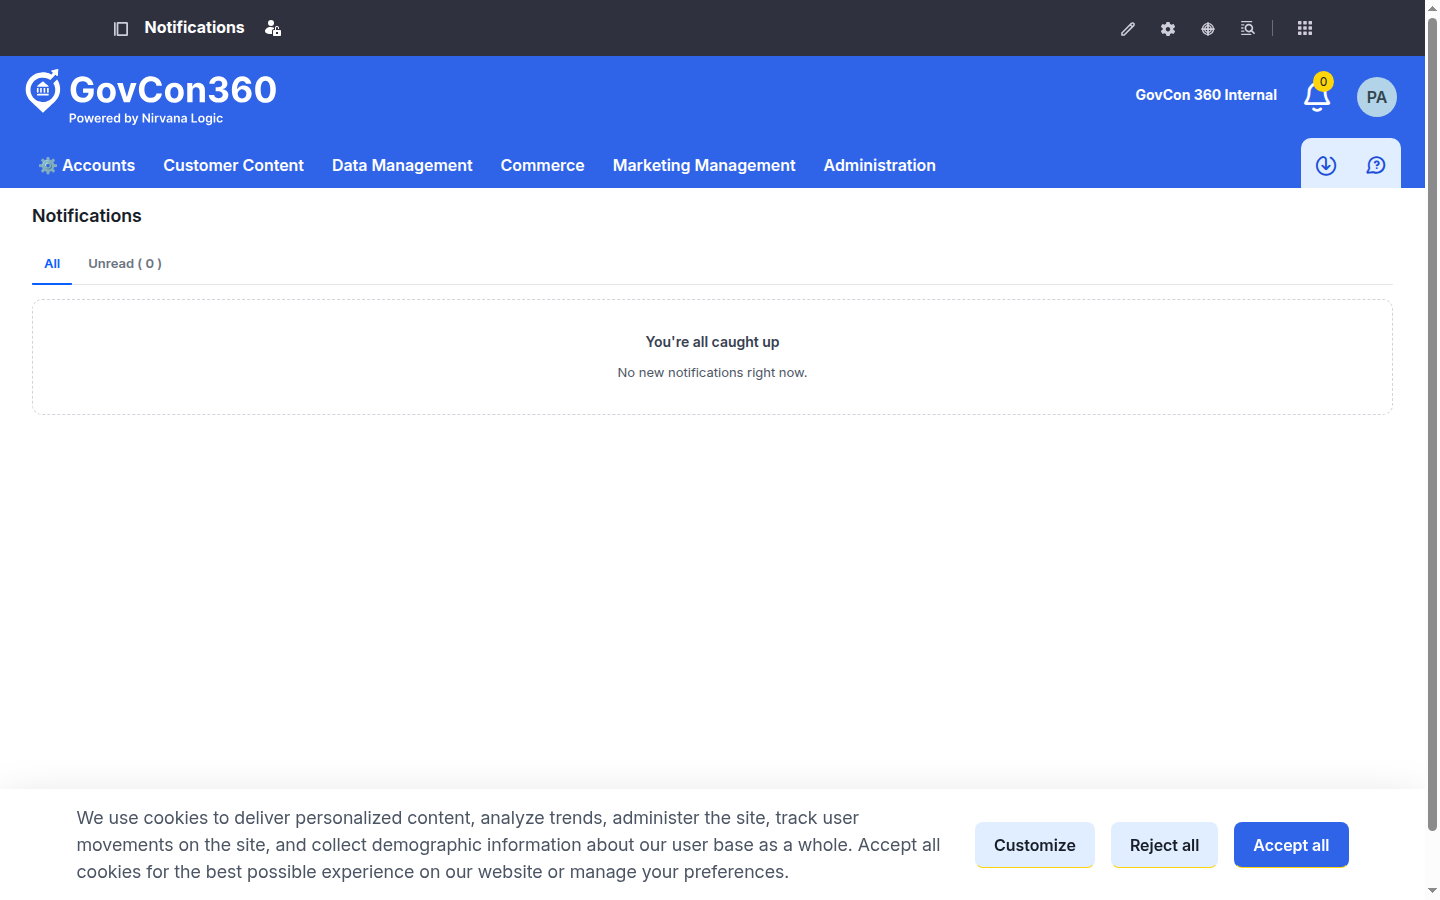 Notifications
GovCon360
Powered by Nirvana Logic
GovCon 360 Internal
0
PA
Accounts
Customer Content
Data Management
Commerce
Marketing Management
Administration
Notifications
All
Unread ( 0 )
You're all caught up
No new notifications right now.
We use cookies to deliver personalized content, analyze trends, administer the site, track user
movements on the site, and collect demographic information about our user base as a whole. Accept all
cookies for the best possible experience on our website or manage your preferences.
Customize
Reject all
Accept all